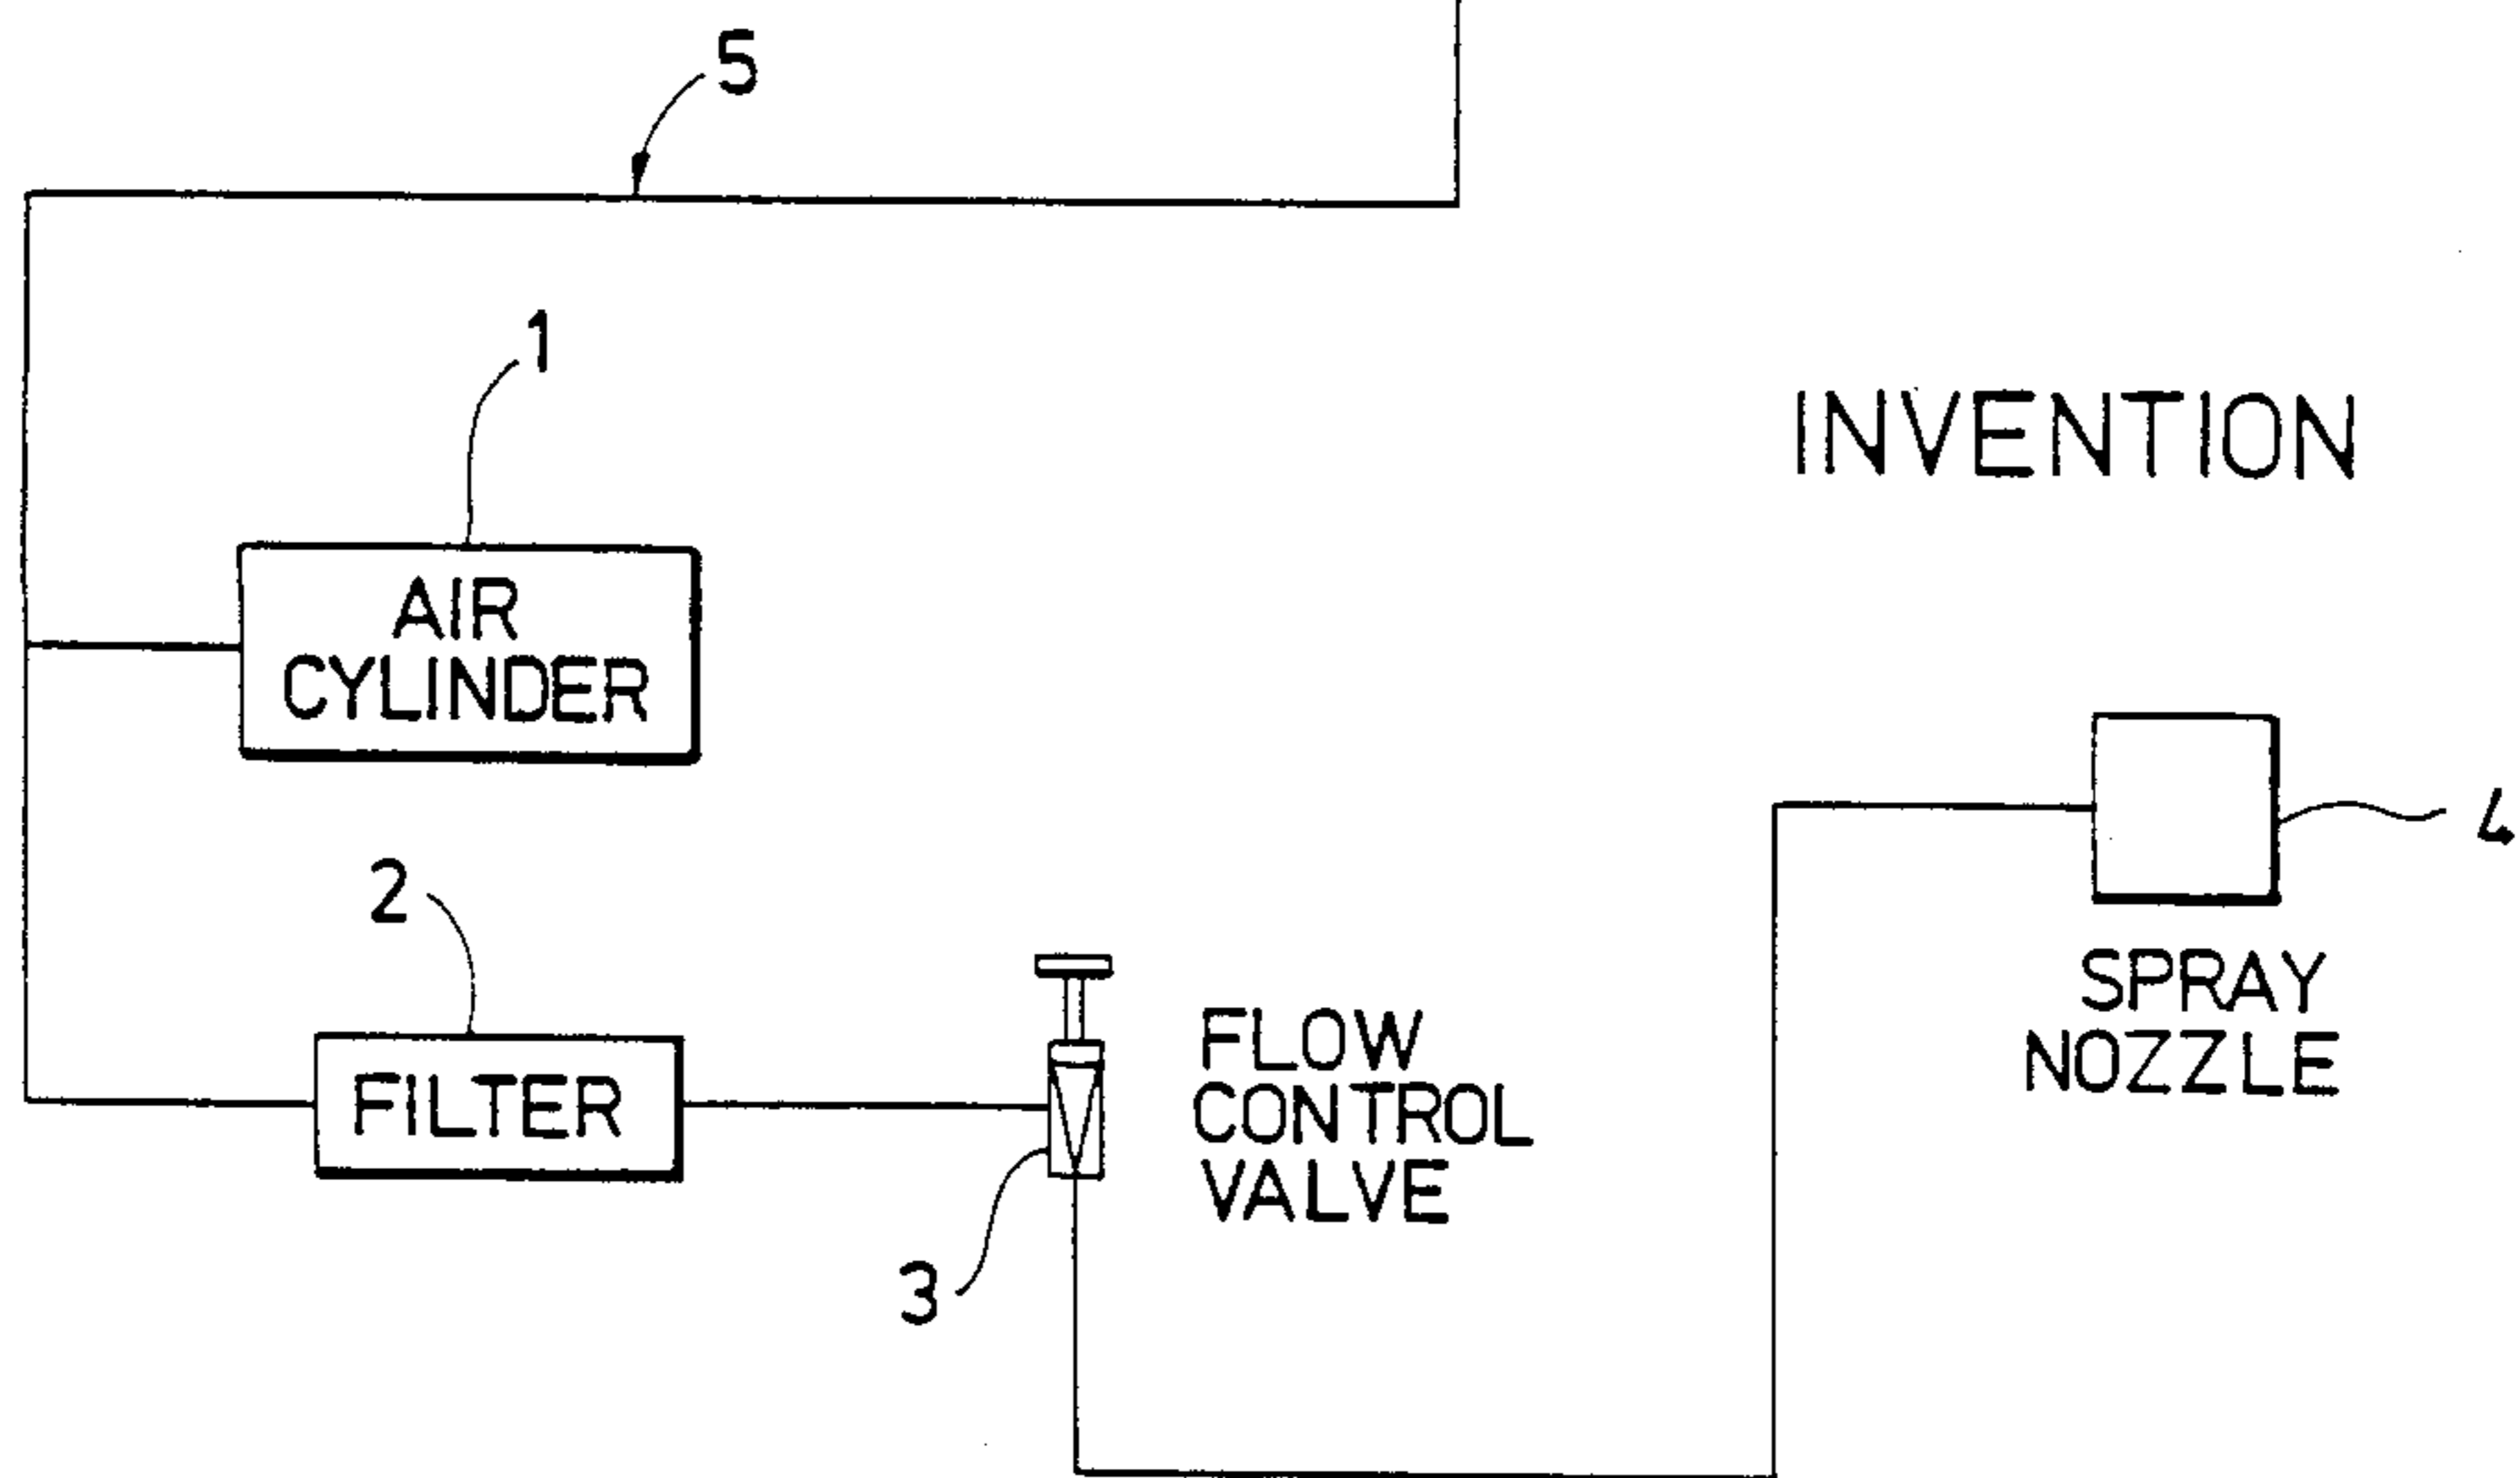 5
1
INVENTION
AIR
CYLINDER
4
2
SPRAY
NOZZLE
FLOW
CONTROL
VALVE
FILTER
3